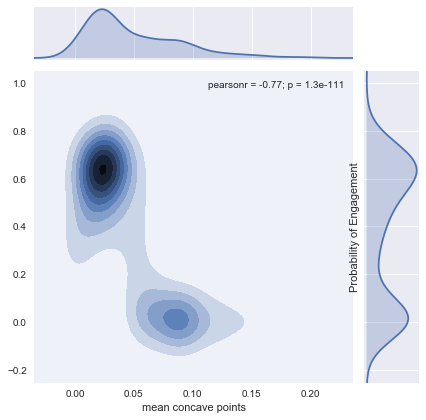 pearsonr = -0.77; p = 1.3e-111
1.0
0.8
0.6
0.4
0.2
0.0
−0.2
Probability of Engagement
0.00 0.05 0.10 0.15 0.20
mean concave points